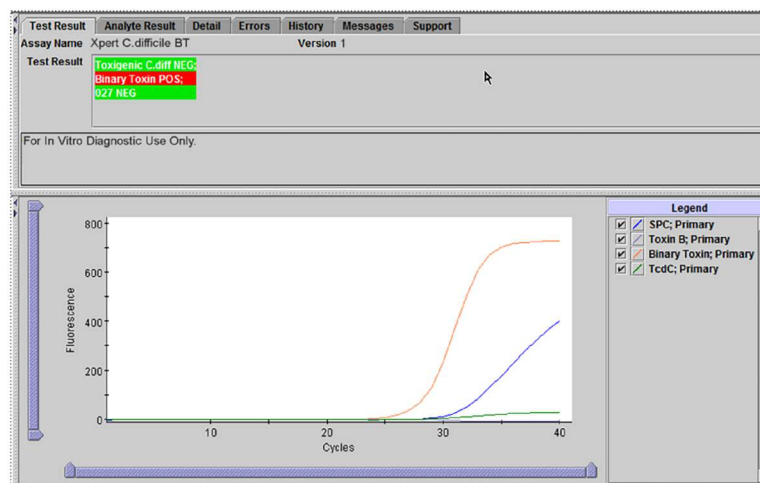 Test Result Analyte Result Detail Errors History Messages Support
Assay Name Xpert C.difficile BT Version 1
Test Result Toxigenic C.diff NEG;
Binary Toxin POS;
027 NEG
For In Vitro Diagnostic Use Only.
Legend
SPC; Primary
Toxin B; Primary
Binary Toxin; Primary
TcdC; Primary
800
600
400
200
0
Fluorescence
10 20 30 40
Cycles